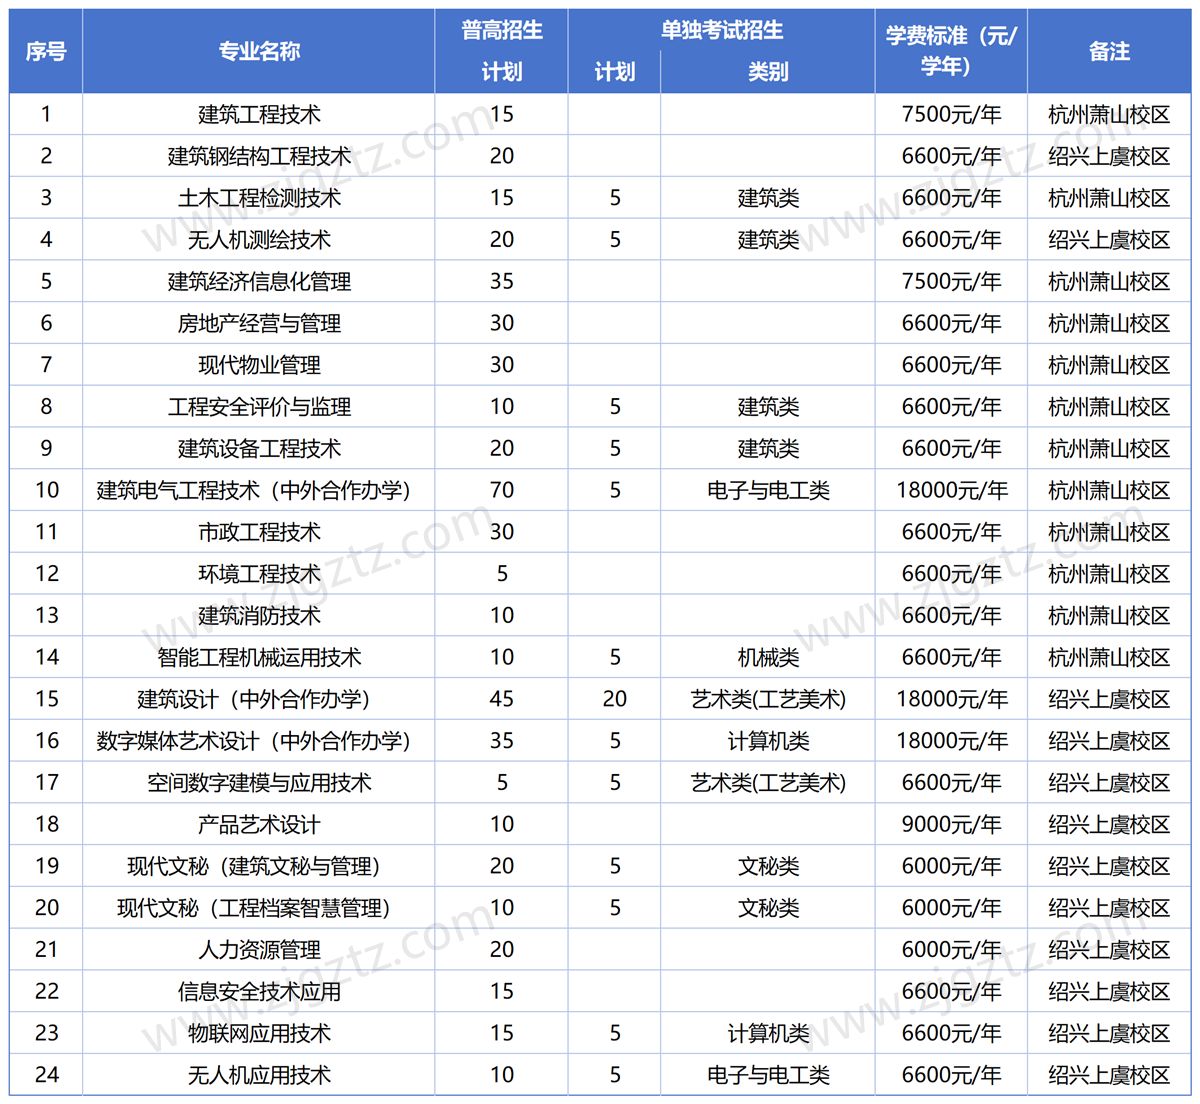 序号 专业名称 普高招生 单独考试招生 学费标准（元/学年） 备注
计划 计划 类别
1 建筑工程技术 15 7500元/年 杭州萧山校区
2 建筑钢结构工程技术 20 6600元/年 绍兴上虞校区
3 土木工程检测技术 15 5 建筑类 6600元/年 杭州萧山校区
4 无人机测绘技术 20 5 建筑类 6600元/年 绍兴上虞校区
5 建筑经济信息化管理 35 7500元/年 杭州萧山校区
6 房地产经营与管理 30 6600元/年 杭州萧山校区
7 现代物业管理 30 6600元/年 杭州萧山校区
8 工程安全评价与监理 10 5 建筑类 6600元/年 杭州萧山校区
9 建筑设备工程技术 20 5 建筑类 6600元/年 杭州萧山校区
10 建筑电气工程技术（中外合作办学） 70 5 电子与电工类 18000元/年 杭州萧山校区
11 市政工程技术 30 6600元/年 杭州萧山校区
12 环境工程技术 5 6600元/年 杭州萧山校区
13 建筑消防技术 10 6600元/年 杭州萧山校区
14 智能工程机械运用技术 10 5 机械类 6600元/年 杭州萧山校区
15 建筑设计（中外合作办学） 45 20 艺术类(工艺美术) 18000元/年 绍兴上虞校区
16 数字媒体艺术设计（中外合作办学） 35 5 计算机类 18000元/年 绍兴上虞校区
17 空间数字建模与应用技术 5 5 艺术类(工艺美术) 6600元/年 绍兴上虞校区
18 产品艺术设计 10 9000元/年 绍兴上虞校区
19 现代文秘（建筑文秘与管理） 20 5 文秘类 6000元/年 绍兴上虞校区
20 现代文秘（工程档案智慧管理） 10 5 文秘类 6000元/年 绍兴上虞校区
21 人力资源管理 20 6000元/年 绍兴上虞校区
22 信息安全技术应用 15 6600元/年 绍兴上虞校区
23 物联网应用技术 15 5 计算机类 6600元/年 绍兴上虞校区
24 无人机应用技术 10 5 电子与电工类 6600元/年 绍兴上虞校区
www.zjgztz.com
www.zjgztz.com
www.zjgztz.com
www.zjgztz.com
www.zjgztz.com
www.zjgztz.com